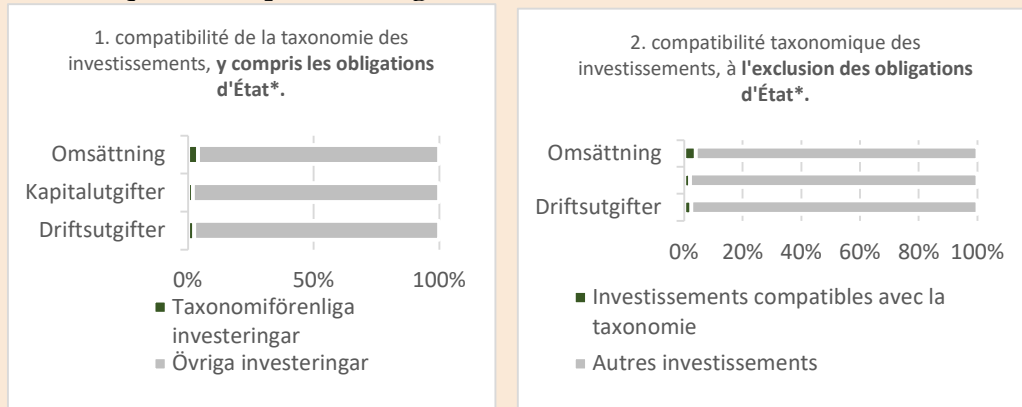 1. compatibilité de la taxonomie des
investissements, y compris les obligations
d'État*.
Omsättning
Kapitalutgifter
Driftsutgifter
0% 50% 100%
Taxonomiförenliga
investeringar
Övriga investeringar
2. compatibilité taxonomique des
investissements, à l'exclusion des obligations
d'État*.
Omsättning
Driftsutgifter
0% 20% 40% 60% 80% 100%
Investissements compatibles avec la
taxonomie
Autres investissements